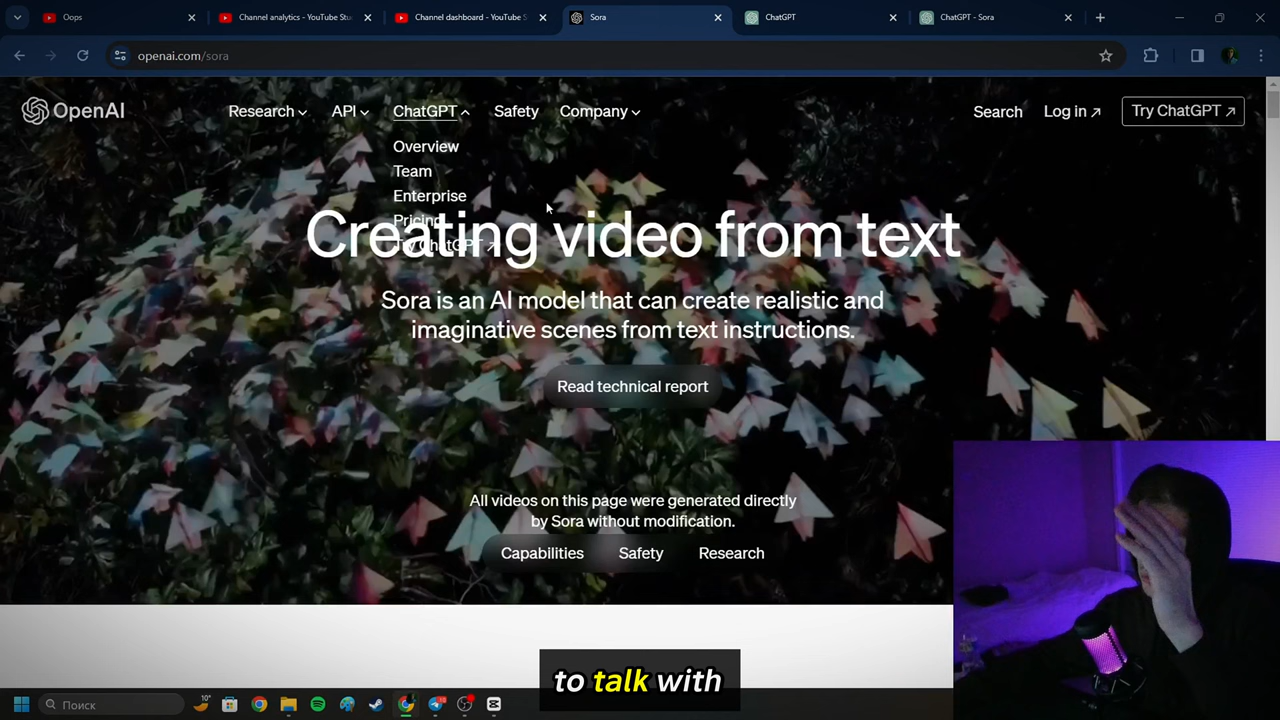 Oops
Channel analytics - YouTube Stu
Channel dashboard - YouTube S
Sora
ChatGPT
ChatGPT - Sora
openai.com/sora
OpenAI
Research
API
ChatGPT
Safety
Company
Search
Log in ↗
Try ChatGPT ↗
Overview
Team
Enterprise
Pricing
Try ChatGPT ↗
Creating video from text
Sora is an AI model that can create realistic and
imaginative scenes from text instructions.
Read technical report
All videos on this page were generated directly
by Sora without modification.
Capabilities
Safety
Research
to talk with
Поиск
10°